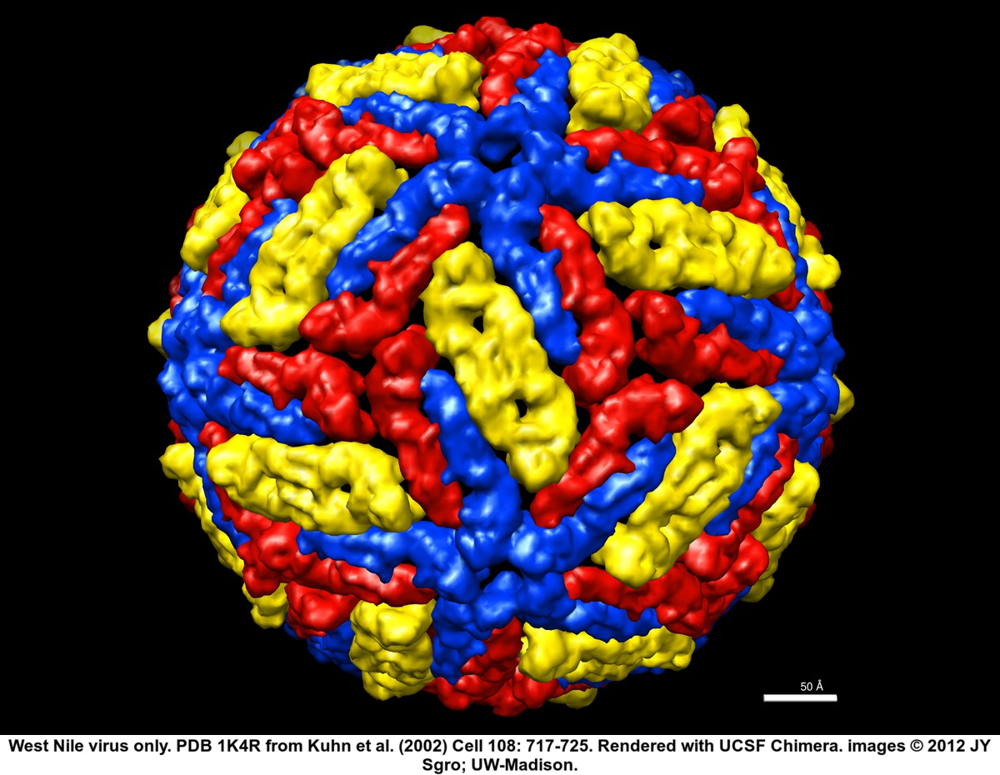 50 Å
West Nile virus only. PDB 1K4R from Kuhn et al. (2002) Cell 108: 717-725. Rendered with UCSF Chimera. images © 2012 JY
Sgro; UW-Madison.